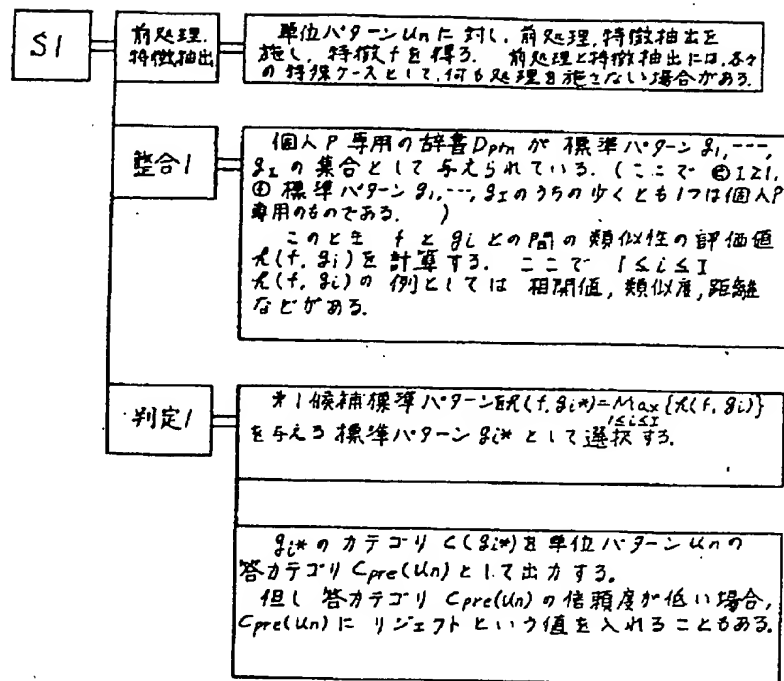 S1
前処理.
特徴抽出
単位パターンUnに対し,前処理,特徴抽出を
施し,特徴fを得る. 前処理と特徴抽出には,各々
の特殊ケースとして,何も処理を施さない場合がある.
整合1
個人P専用の辞書Dpmが標準パターンg1,---,
gIの集合として与えられている.(ここで I≧1,
標準パターンg1,---,gIのうちの少くとも1つは個人P
専用のものである. )
このとき fとgiとの間の類似性の評価値
r(f,gi)を計算する. ここで 1≤i≤I
r(f,gi)の例としては 相関値,類似度,距離
などがある.
判定1
オ1候補標準パターンをr(f,gi*)=Max{r(f,gi)}
1≤i≤I
を与える標準パターンgi*として選択する.
gi*のカテゴリC(gi*)を単位パターンUnの
答カテゴリCpre(Un)として出力する.
但し 答カテゴリCpre(Un)の信頼度が低い場合,
Cpre(Un)に リジェクトという値を入れることもある.